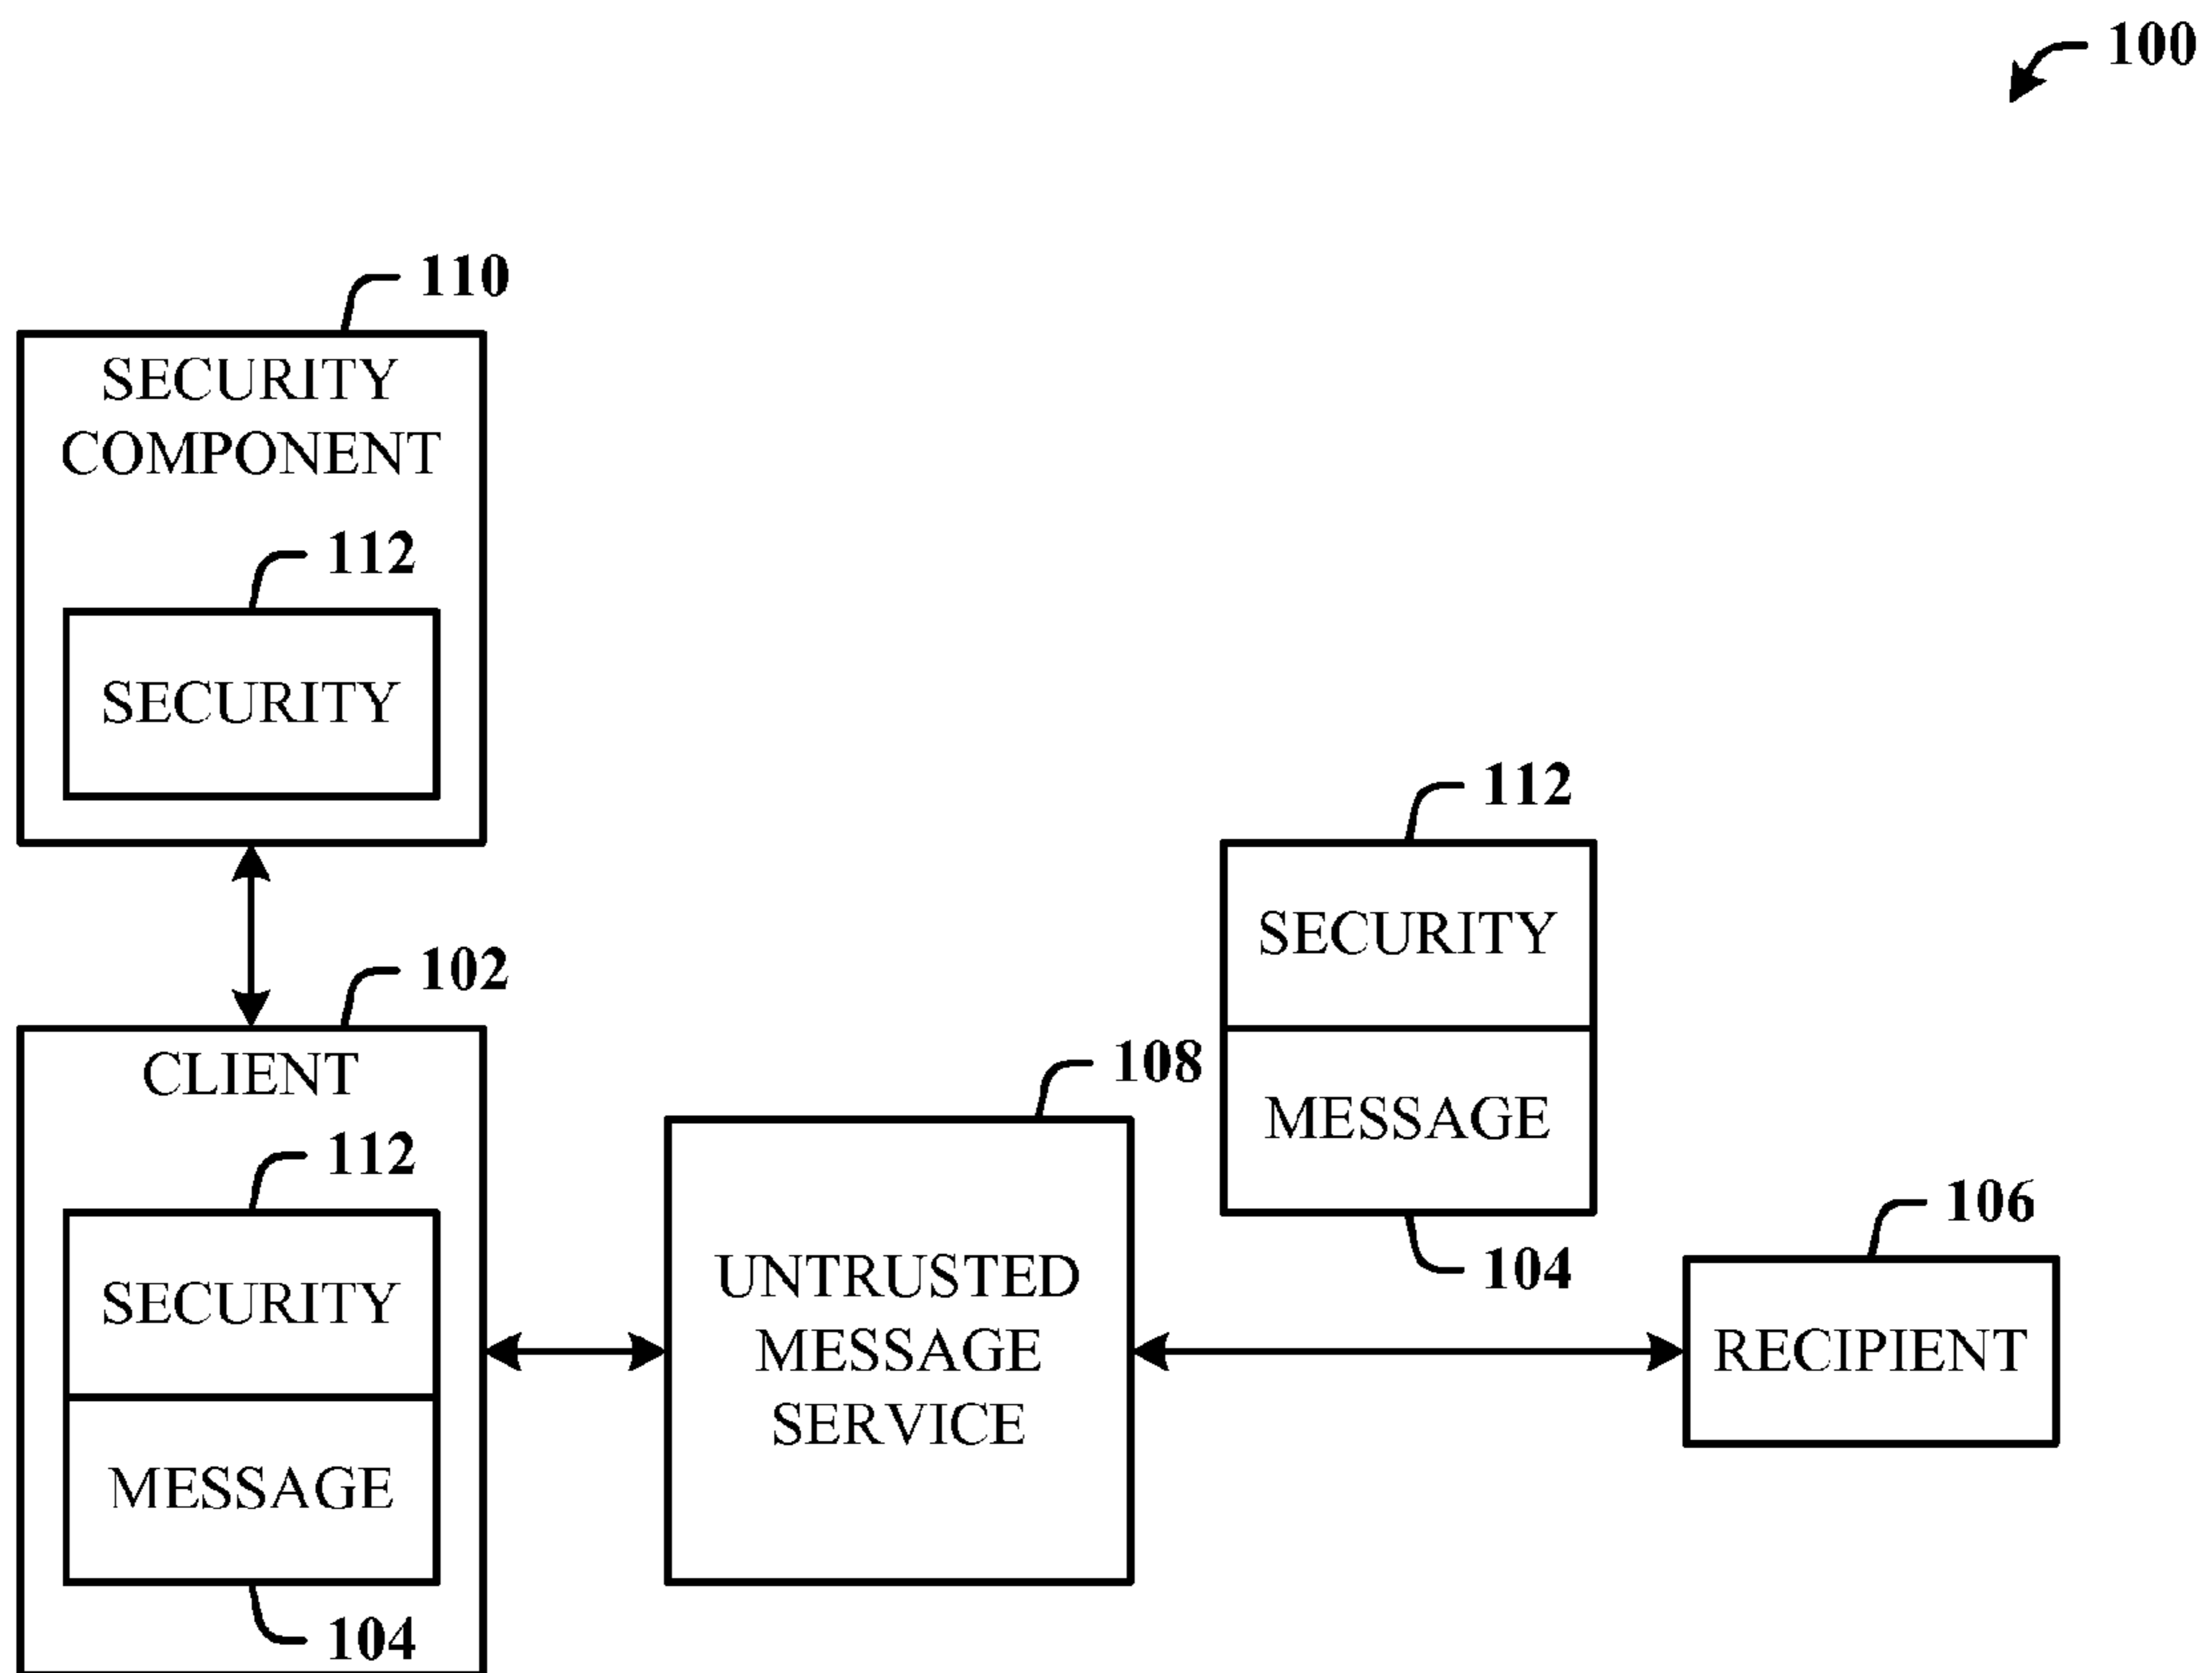 100
110
SECURITY
COMPONENT
112
SECURITY
112
SECURITY
MESSAGE
104
102
CLIENT
112
SECURITY
MESSAGE
104
108
UNTRUSTED
MESSAGE
SERVICE
106
RECIPIENT